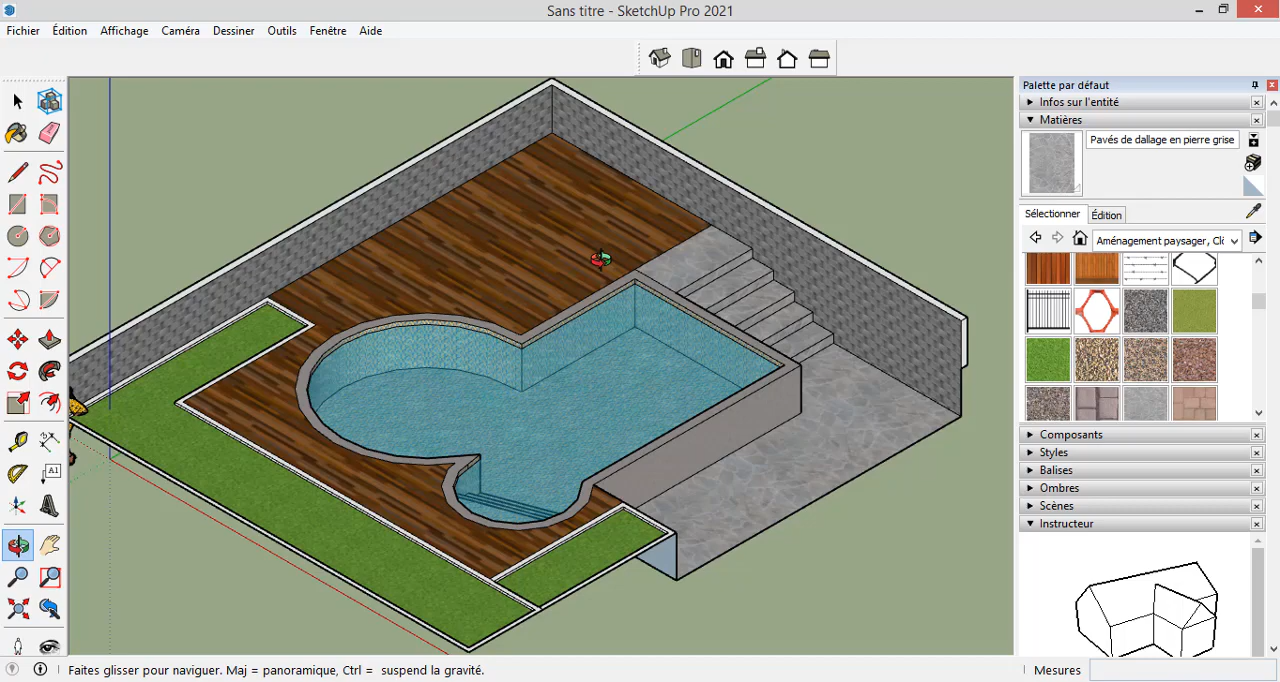 Sans titre - SketchUp Pro 2021
Fichier Édition Affichage Caméra Dessiner Outils Fenêtre Aide
Palette par défaut
Infos sur l'entité
Matières
Pavés de dallage en pierre grise
Sélectionner Édition
Aménagement paysager, Clô
AI
Composants
Styles
Balises
Ombres
Scènes
Instructeur
Faites glisser pour naviguer. Maj = panoramique, Ctrl = suspend la gravité.
Mesures